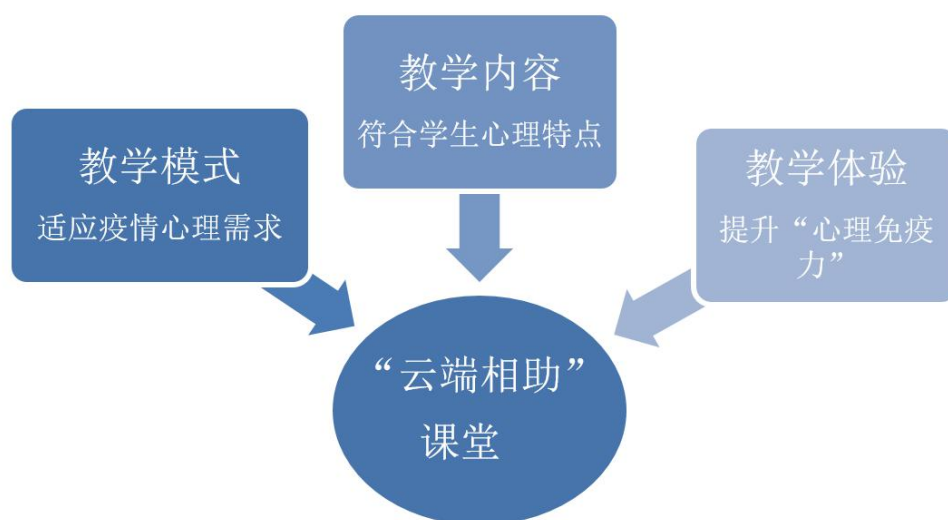 教学模式
适应疫情心理需求
教学内容
符合学生心理特点
教学体验
提升“心理免疫
力”
“云端相助”
课堂